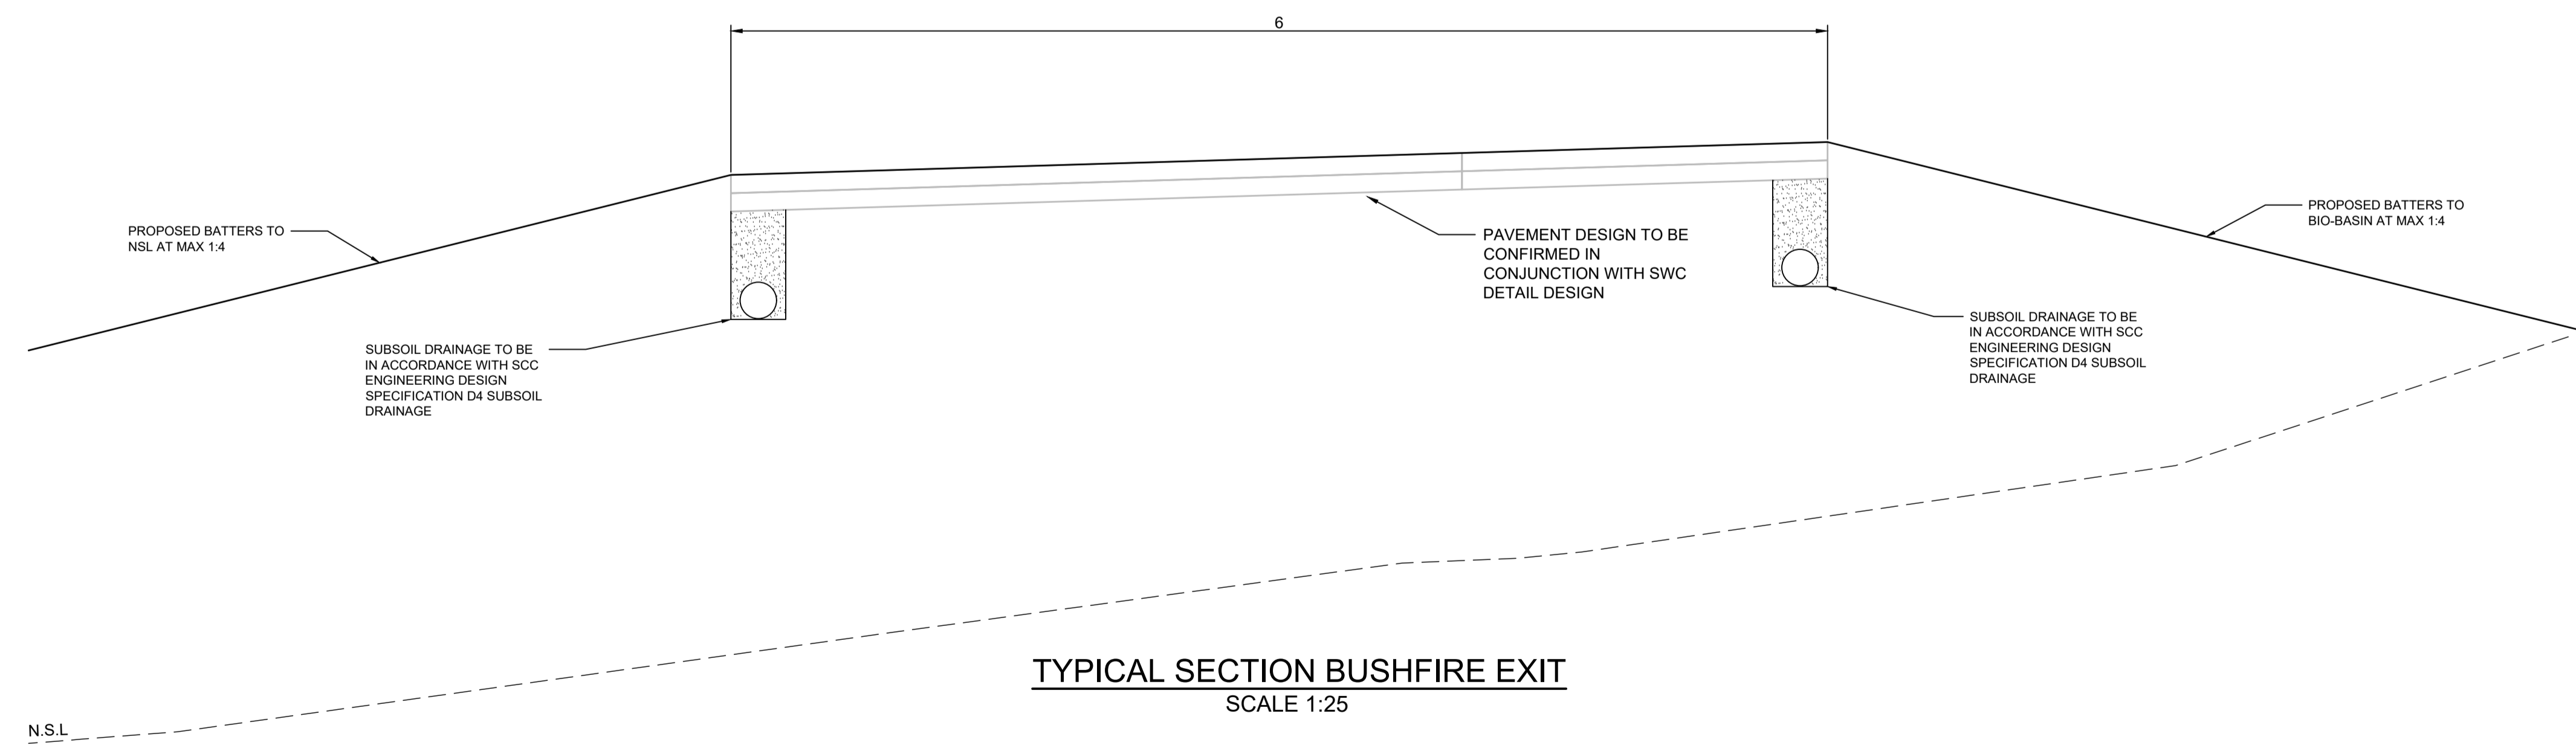 6
PROPOSED BATTERS TO
NSL AT MAX 1:4
PROPOSED BATTERS TO
BIO-BASIN AT MAX 1:4
PAVEMENT DESIGN TO BE
CONFIRMED IN
CONJUNCTION WITH SWC
DETAIL DESIGN
SUBSOIL DRAINAGE TO BE
IN ACCORDANCE WITH SCC
ENGINEERING DESIGN
SPECIFICATION D4 SUBSOIL
DRAINAGE
SUBSOIL DRAINAGE TO BE
IN ACCORDANCE WITH SCC
ENGINEERING DESIGN
SPECIFICATION D4 SUBSOIL
DRAINAGE
TYPICAL SECTION BUSHFIRE EXIT
SCALE 1:25
N.S.L